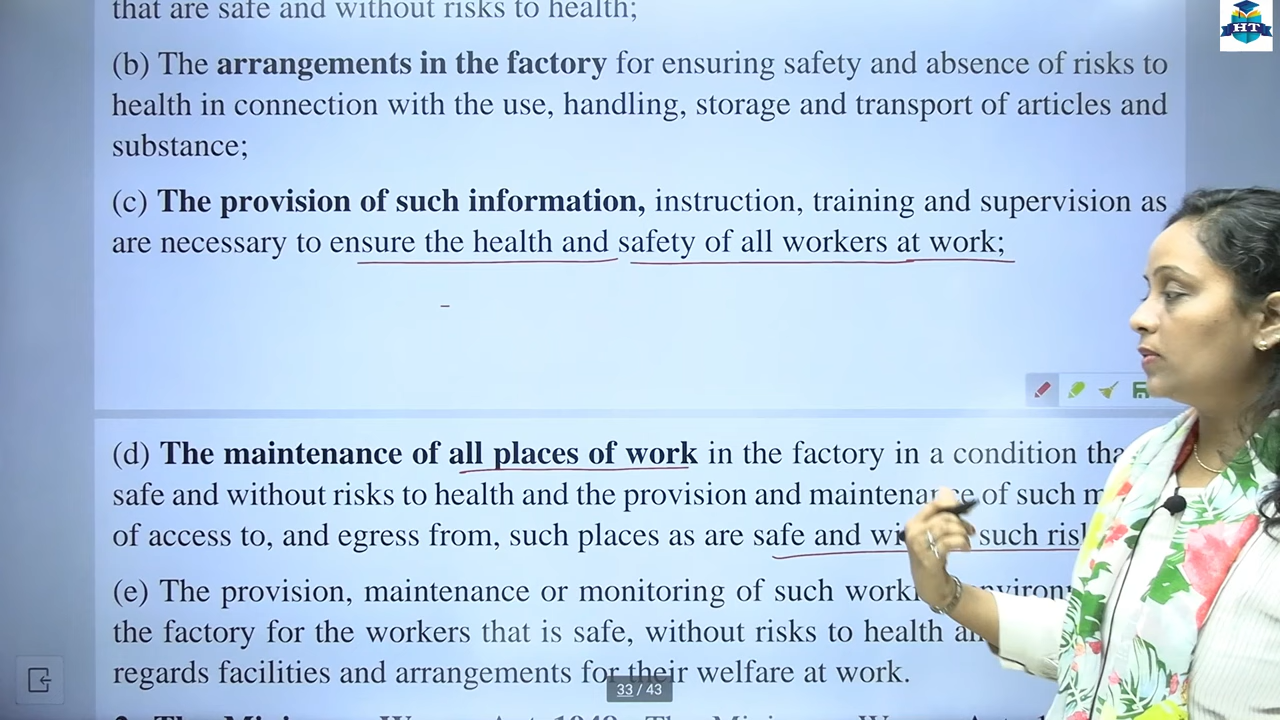 that are safe and without risks to health;
(b) The arrangements in the factory for ensuring safety and absence of risks to
health in connection with the use, handling, storage and transport of articles and
substance;
(c) The provision of such information, instruction, training and supervision as
are necessary to ensure the health and safety of all workers at work;
(d) The maintenance of all places of work in the factory in a condition
safe and without risks to health and the provision and maintenance of such
of access to, and egress from, such places as are safe and such
(e) The provision, maintenance or monitoring of such
the factory for the workers that is safe, without risks to health
regards facilities and arrangements for their welfare at work.
33 / 43
HT